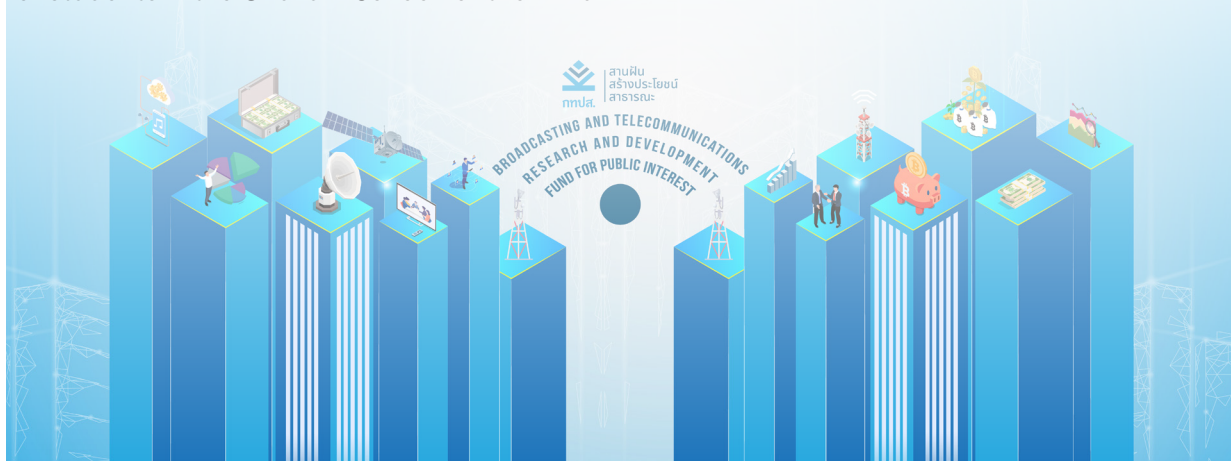 สานฝัน
สร้างประโยชน์
สาธารณะ
กทปส.
BROADCASTING AND TELECOMMUNICATIONS
RESEARCH AND DEVELOPMENT
FUND FOR PUBLIC INTEREST